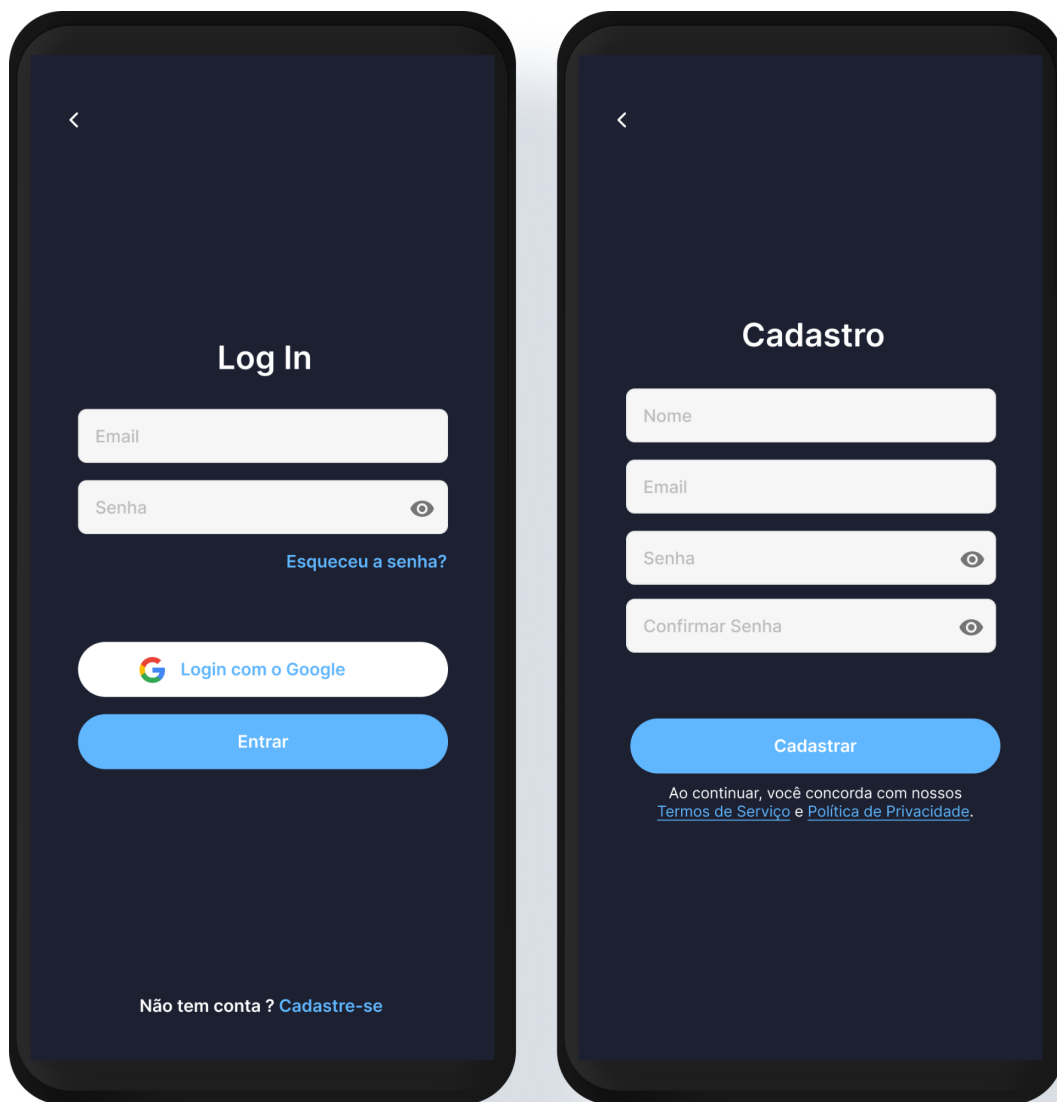 Log In
Email
Senha
Esqueceu a senha?
Login com o Google
Entrar
Não tem conta ? Cadastre-se
Cadastro
Nome
Email
Senha
Confirmar Senha
Cadastrar
Ao continuar, você concorda com nossos
Termos de Serviço e Política de Privacidade.